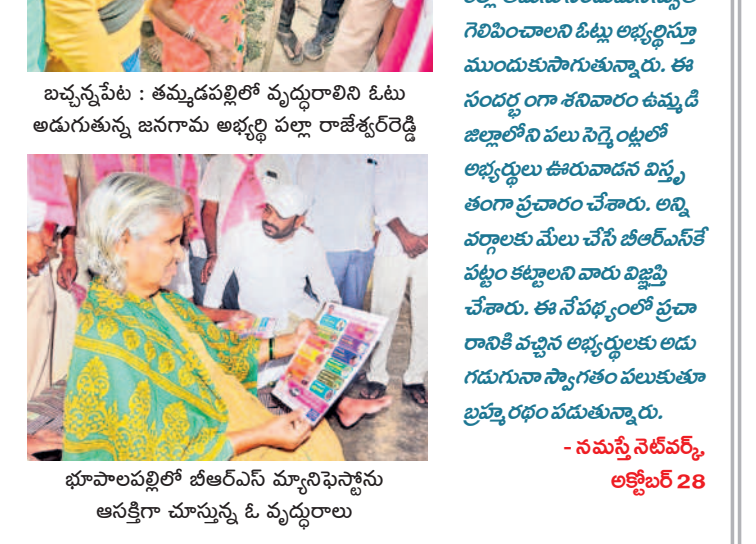 బచ్చన్నపేట : తమ్మడపల్లిలో వృద్ధురాలిని ఓటు
అడుగుతున్న జనగామ అభ్యర్థి పల్లా రాజేశ్వర్‌రెడ్డి
భూపాలపల్లిలో బీఆర్ఎస్ మ్యానిఫెస్టోను
ఆసక్తిగా చూస్తున్న ఓ వృద్ధురాలు
గెలిపించాలని ఓట్లు అభ్యర్థిస్తూ
ముందుకుసాగుతున్నారు. ఈ
సందర్భంగా శనివారం ఉమ్మడి
జిల్లాలోని పలు సెగ్మెంట్లలో
అభ్యర్థులు ఊరువాడన విస్తృ
తంగా ప్రచారం చేశారు. అన్ని
వర్గాలకు మేలు చేసే బీఆర్ఎస్‌కే
పట్టం కట్టాలని వారు విజ్ఞప్తి
చేశారు. ఈ నేపథ్యంలో ప్రచా
రానికి వచ్చిన అభ్యర్థులకు అడు
గడుగునా స్వాగతం పలుకుతూ
బ్రహ్మరథం పడుతున్నారు.
- నమస్తే నెట్‌వర్క్,
అక్టోబర్ 28